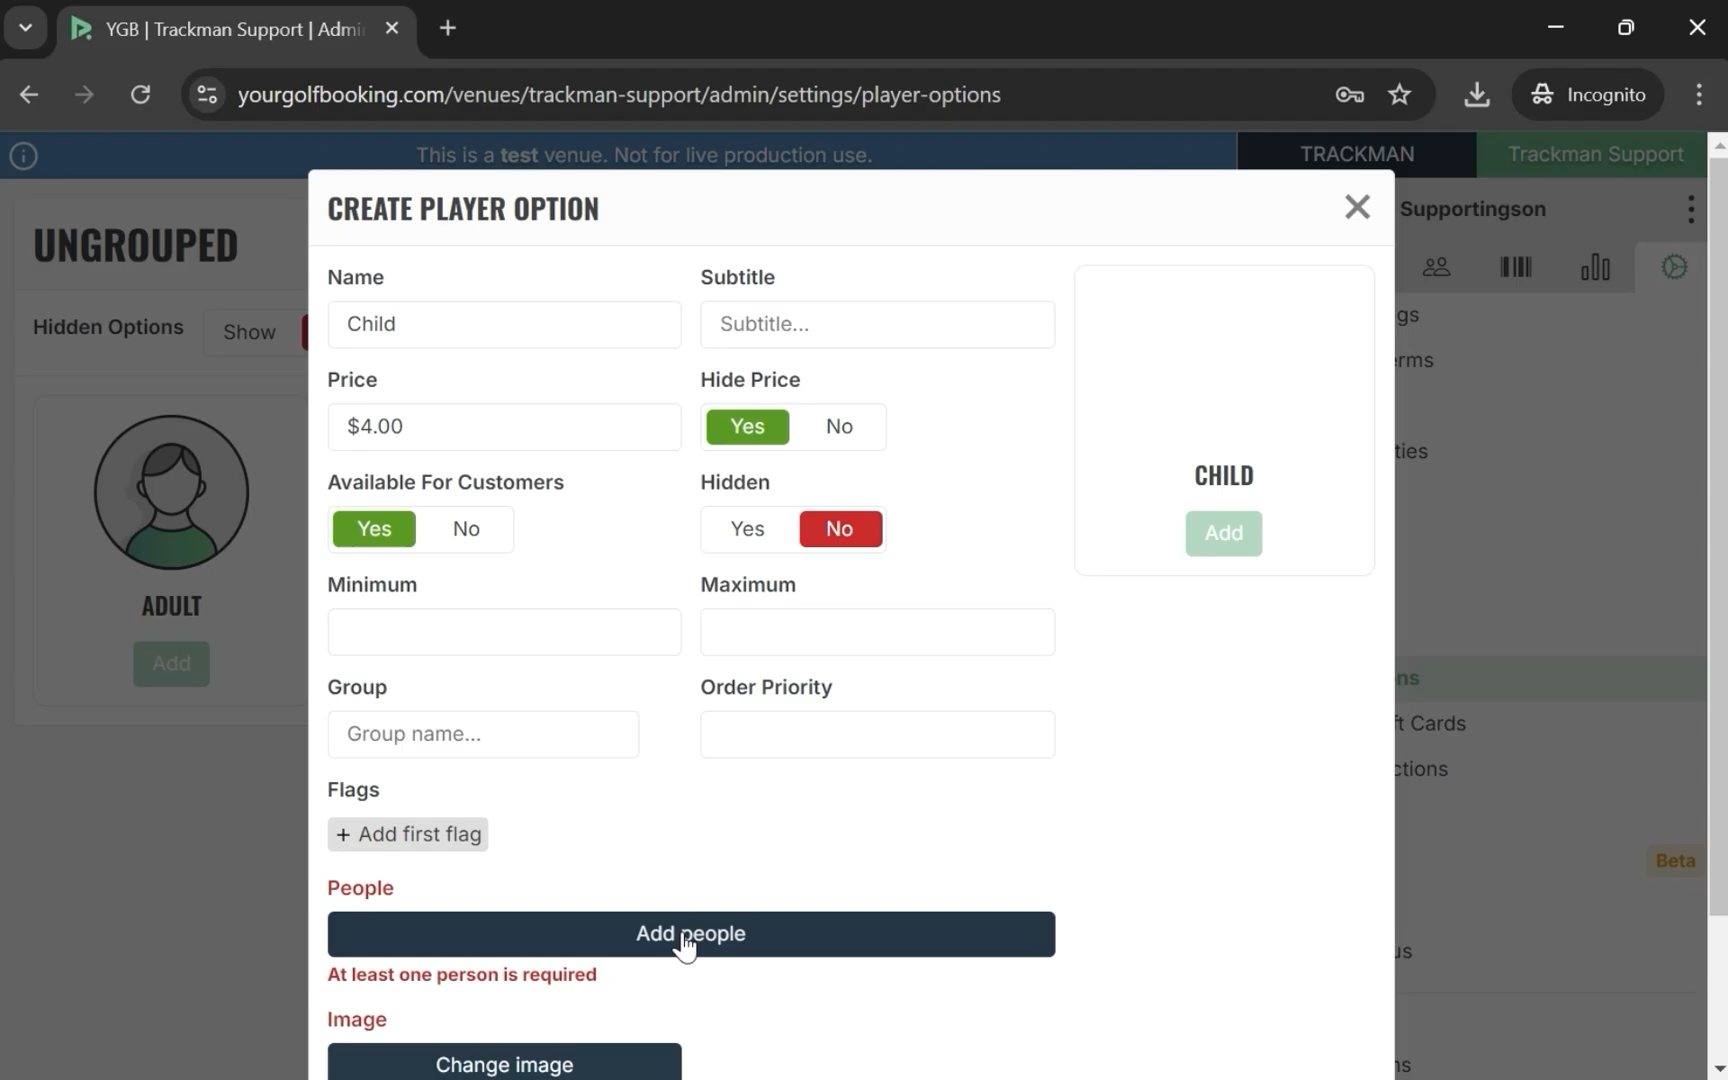 YGB | Trackman Support | Admi
yourgolfbooking.com/venues/trackman-support/admin/settings/player-options
Incognito
This is a test venue. Not for live production use.
TRACKMAN
Trackman Support
CREATE PLAYER OPTION
Supportingson
UNGROUPED
Name
Subtitle
Child
Subtitle...
Hidden Options
Show
gs
rms
Price
Hide Price
$4.00
Yes
No
ties
CHILD
Add
Available For Customers
Hidden
Yes
No
Yes
No
Minimum
Maximum
ADULT
Add
Group
Order Priority
ns
Group name...
ft Cards
ctions
Flags
+ Add first flag
Beta
People
Add people
At least one person is required
us
Image
Change image
ns